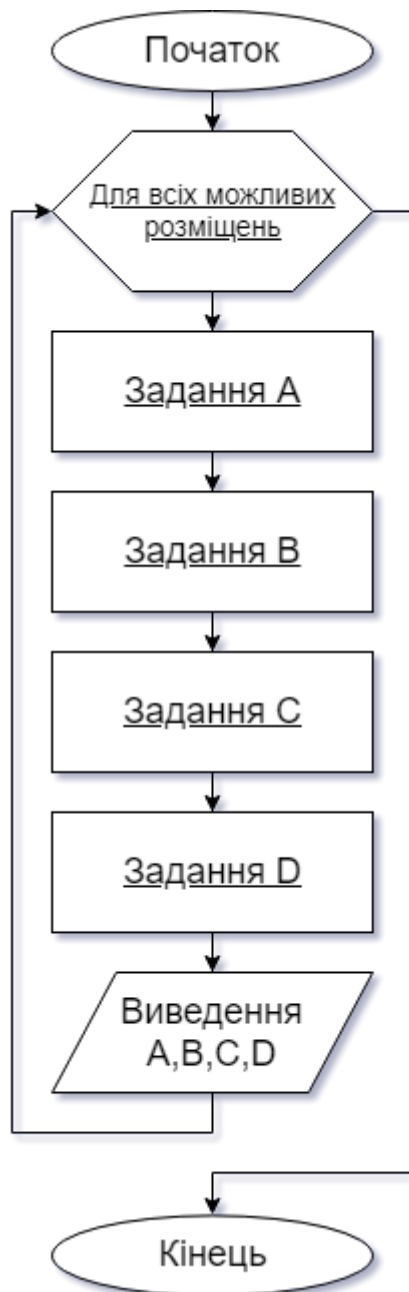 Початок
Для всіх можливих
розміщень
Задання A
Задання B
Задання C
Задання D
Виведення
A,B,C,D
Кінець